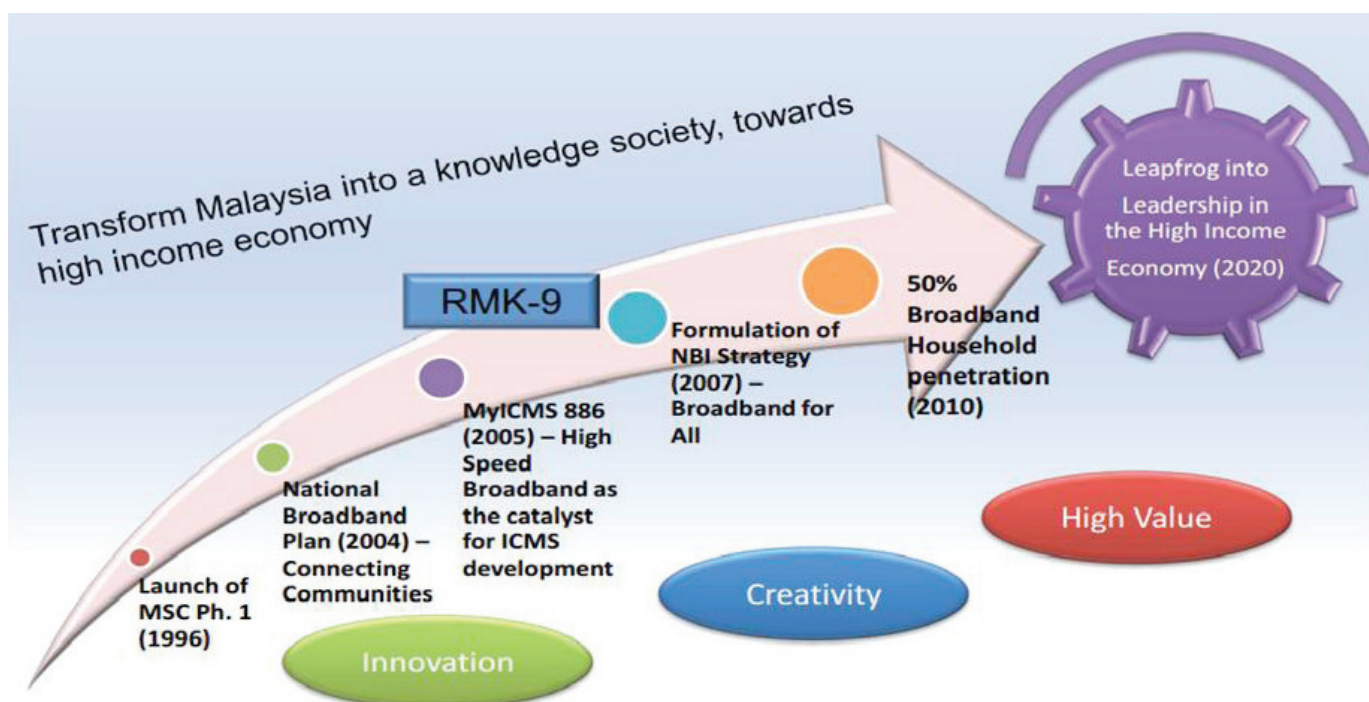 Transform Malaysia into a knowledge society, towards
high income economy
RMK-9
Launch of
MSC Ph. 1
(1996)
National
Broadband
Plan (2004) –
Connecting
Communities
MyICMS 886
(2005) – High
Speed
Broadband as
the catalyst
for ICMS
development
Formulation of
NBI Strategy
(2007) –
Broadband for
All
50%
Broadband
Household
penetration
(2010)
Leapfrog into
Leadership in
the High Income
Economy (2020)
Innovation
Creativity
High Value